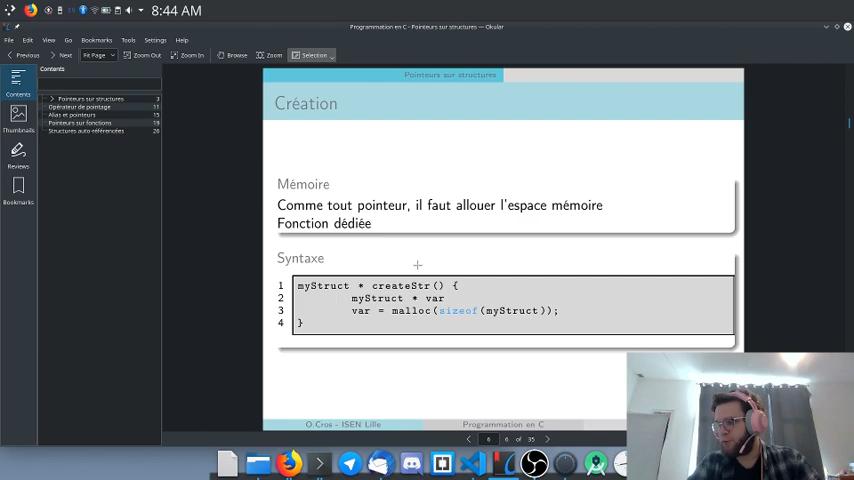 8:44 AM
Programmation en C - Pointeurs sur structures — Okular
File Edit View Go Bookmarks Tools Settings Help
Previous Next Fit Page Zoom Out Zoom In Browse Zoom Selection
Contents
Contents
Thumbnails
Reviews
Bookmarks
Pointeurs sur structures 3
Opérateur de pointage 11
Alias et pointeurs 15
Pointeurs sur fonctions 19
Structures auto-référencées 26
Pointeurs sur structures
Création
Mémoire
Comme tout pointeur, il faut allouer l'espace mémoire
Fonction dédiée
Syntaxe
1 myStruct * createStr() {
2 myStruct * var
3 var = malloc(sizeof(myStruct));
4 }
O.Cros - ISEN Lille Programmation en C
6 6 of 35